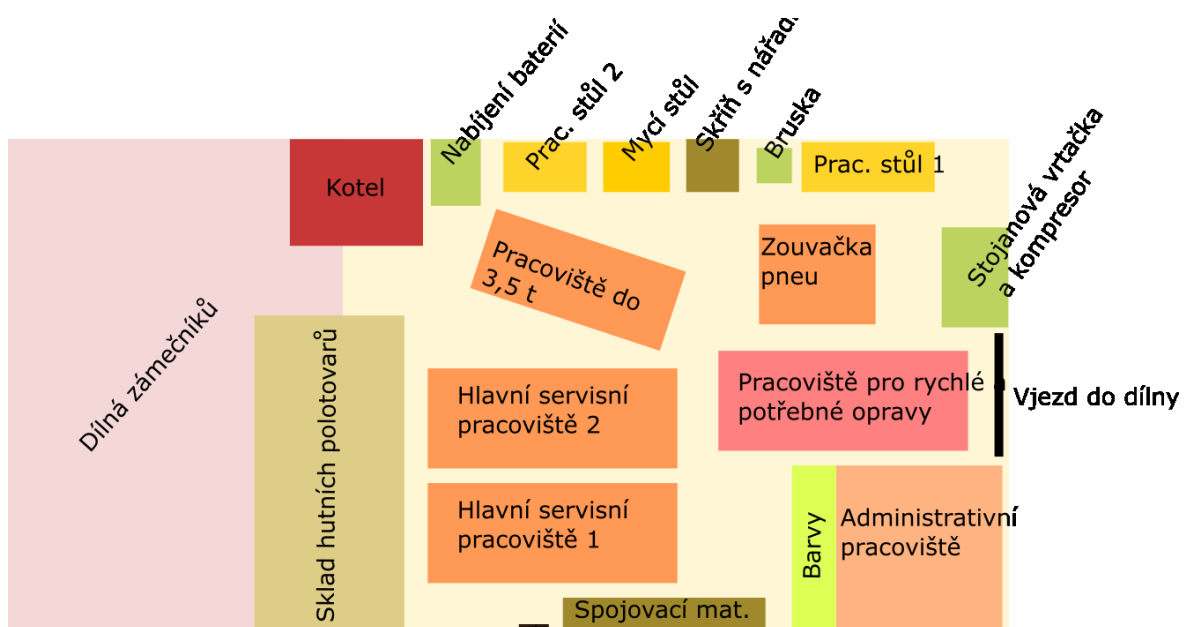 Nabíjení baterií
Prac. stůl 2
Mycí stůl
Skříň s nářad
Bruska
Prac. stůl 1
Stojanová vrtačka
a kompresor
Kotel
Pracoviště do
3,5 t
Zouvačka
pneu
Dílná zámečníků
Sklad hutních polotovarů
Hlavní servisní
pracoviště 2
Pracoviště pro rychlé a
potřebné opravy
Vjezd do dílny
Hlavní servisní
pracoviště 1
Barvy
Administrativní
pracoviště
Spojovací mat.